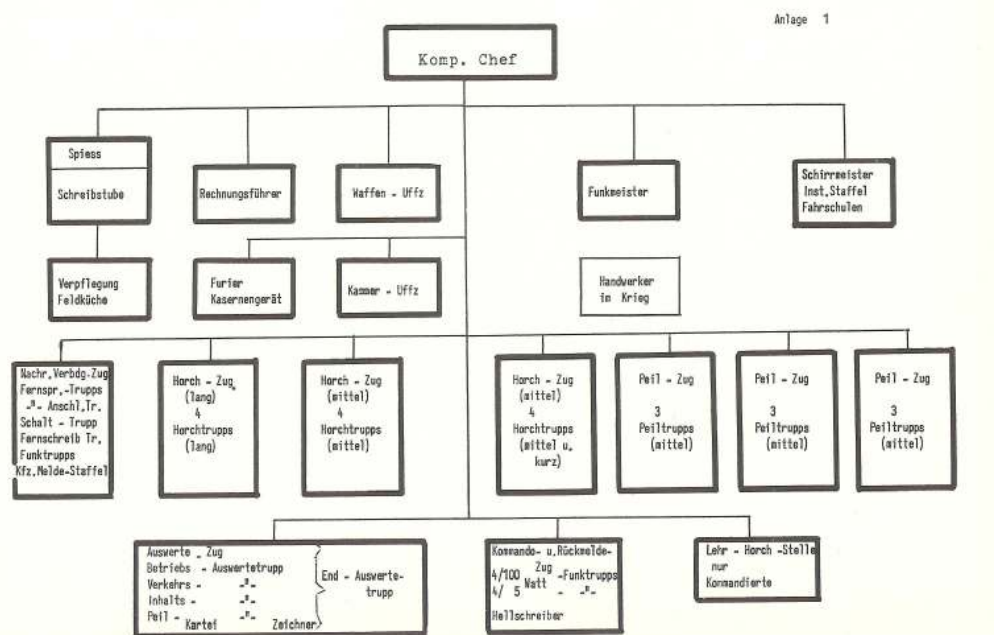 Anlage 1
Komp. Chef
Spiess
Schreibstube
Rechnungsführer
Waffen - Uffz
Funkmeister
Schirrmeister
Inst.Staffel
Fahrschulen
Verpflegung
Feldküche
Furier
Kasernengerät
Kammer - Uffz
Handwerker
im Krieg
Nachr.Verbdg-Zug
Fernspr.-Trupps
-"- Anschl.Tr.
Schalt - Trupp
Fernschreib Tr.
Funktrupps
Kfz.Melde-Staffel
Horch - Zug
(lang)
4
Horchtrupps
(lang)
Horch - Zug
(mittel)
4
Horchtrupps
(mittel)
Horch - Zug
(mittel)
4
Horchtrupps
(mittel u.
kurz)
Peil - Zug
3
Peiltrupps
(mittel)
Peil - Zug
3
Peiltrupps
(mittel)
Peil - Zug
3
Peiltrupps
(mittel)
Auswerte - Zug
Betriebs - Auswertetrupp
Verkehrs - -"-
Inhalts - -"-
Peil - -"-
Kartei Zeichner
End - Auswerte-
trupp
Kommando- u.Rückmelde-
Zug
4/100 Watt -Funktrupps
4/ 5 - -"-
Hellschreiber
Lehr - Horch -Stelle
nur
Kommandierte